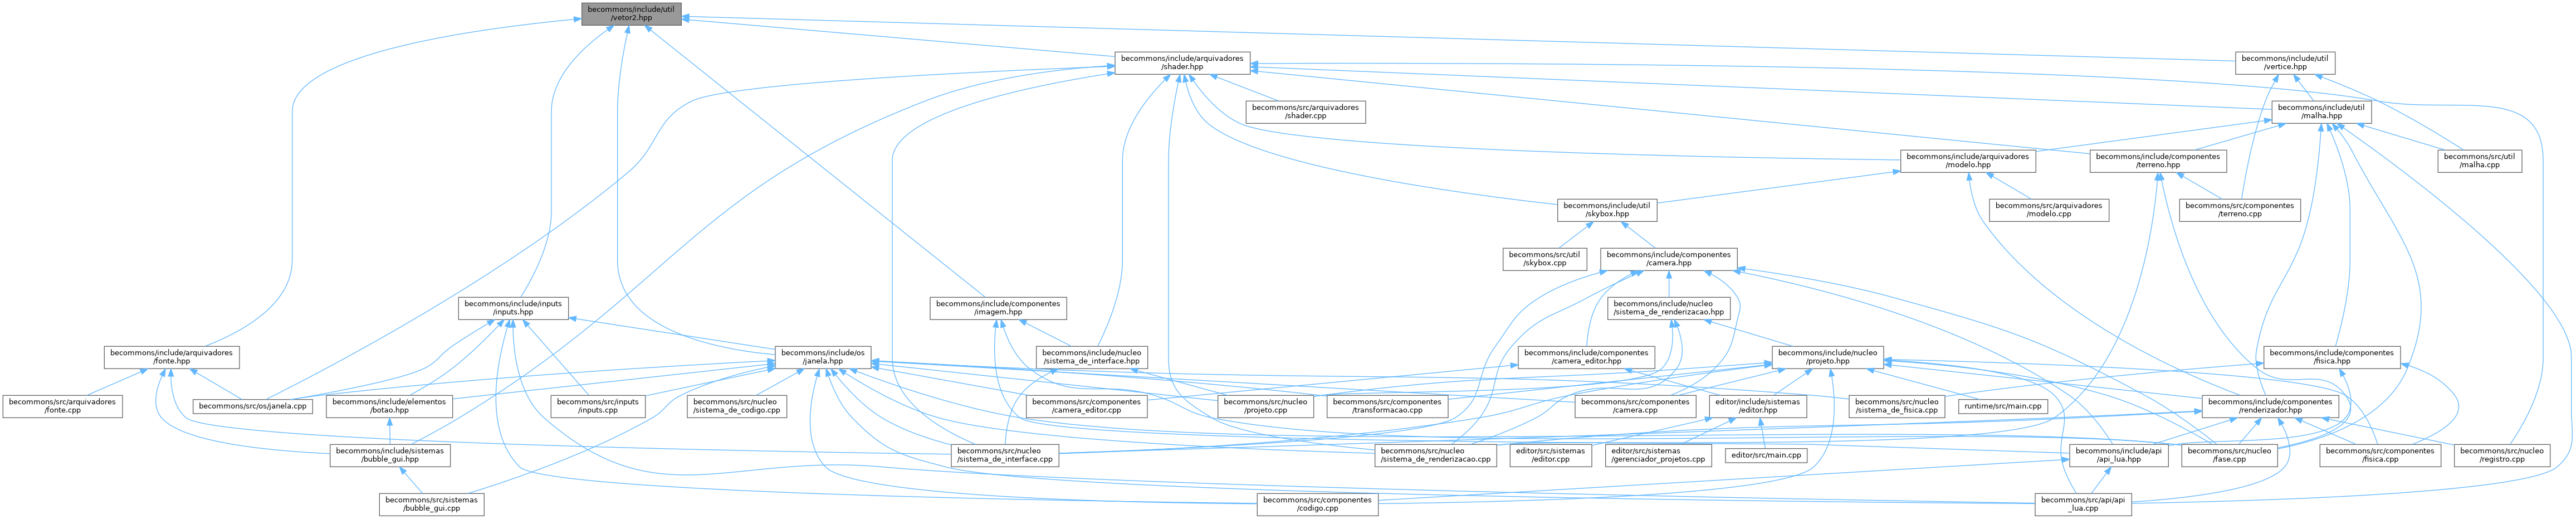 becommons/include/util
/vetor2.hpp
becommons/include/arquivadores
/shader.hpp
becommons/include/util
/vertice.hpp
becommons/src/arquivadores
/shader.cpp
becommons/include/util
/malha.hpp
becommons/include/arquivadores
/modelo.hpp
becommons/include/componentes
/terreno.hpp
becommons/src/util
/malha.cpp
becommons/include/util
/skybox.hpp
becommons/src/arquivadores
/modelo.cpp
becommons/src/componentes
/terreno.cpp
becommons/src/util
/skybox.cpp
becommons/include/componentes
/camera.hpp
becommons/include/inputs
/inputs.hpp
becommons/include/componentes
/imagem.hpp
becommons/include/nucleo
/sistema_de_renderizacao.hpp
becommons/include/arquivadores
/fonte.hpp
becommons/include/os
/janela.hpp
becommons/include/nucleo
/sistema_de_interface.hpp
becommons/include/componentes
/camera_editor.hpp
becommons/include/nucleo
/projeto.hpp
becommons/include/componentes
/fisica.hpp
becommons/src/arquivadores
/fonte.cpp
becommons/src/os/janela.cpp
becommons/include/elementos
/botao.hpp
becommons/src/inputs
/inputs.cpp
becommons/src/nucleo
/sistema_de_codigo.cpp
becommons/src/componentes
/camera_editor.cpp
becommons/src/nucleo
/projeto.cpp
becommons/src/componentes
/transformacao.cpp
becommons/src/componentes
/camera.cpp
editor/include/sistemas
/editor.hpp
becommons/src/nucleo
/sistema_de_fisica.cpp
runtime/src/main.cpp
becommons/include/componentes
/renderizador.hpp
becommons/include/sistemas
/bubble_gui.hpp
becommons/src/nucleo
/sistema_de_interface.cpp
becommons/src/nucleo
/sistema_de_renderizacao.cpp
editor/src/sistemas
/editor.cpp
editor/src/sistemas
/gerenciador_projetos.cpp
editor/src/main.cpp
becommons/include/api
/api_lua.hpp
becommons/src/nucleo
/fase.cpp
becommons/src/componentes
/fisica.cpp
becommons/src/nucleo
/registro.cpp
becommons/src/sistemas
/bubble_gui.cpp
becommons/src/componentes
/codigo.cpp
becommons/src/api/api
_lua.cpp